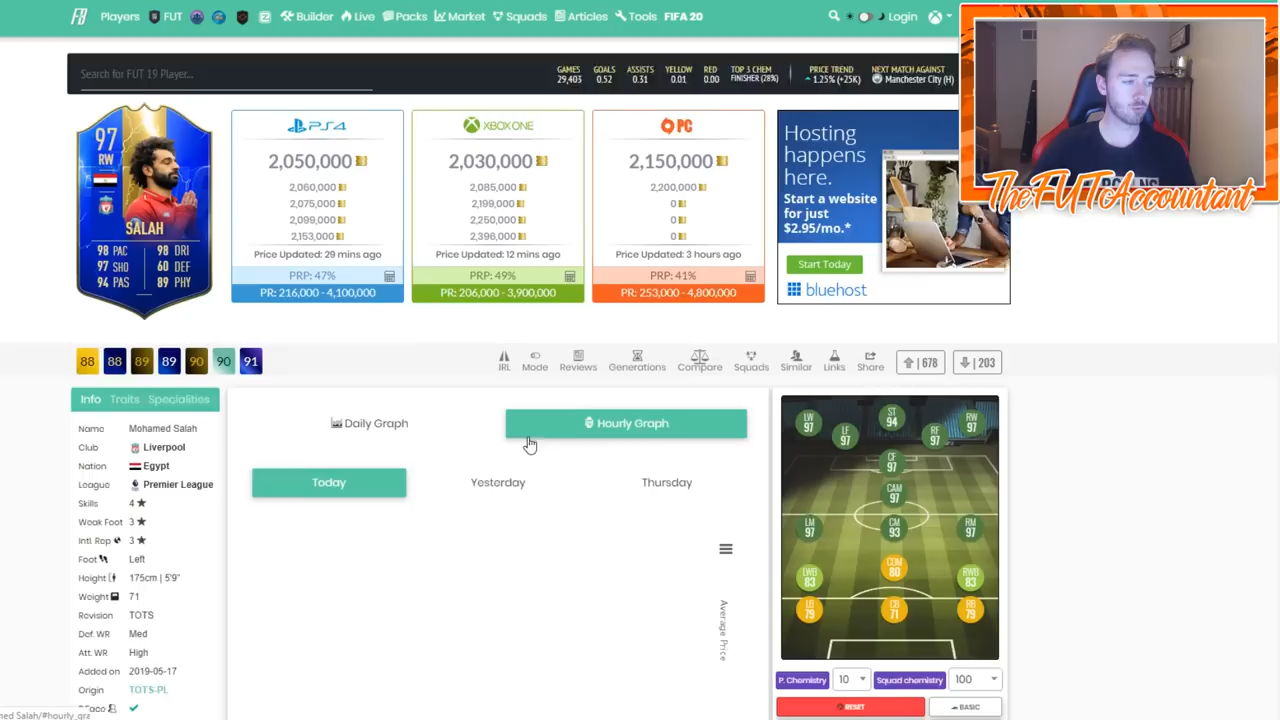 Players FUT Builder Live Packs Market Squads Articles Tools FIFA 20 Login
Search for FUT 19 Player...
GAMES GOALS ASSISTS YELLOW RED TOP 3 CHEM PRICE TREND NEXT MATCH AGAINST
29,403 0.52 0.31 0.01 0.00 FINISHER (28%) 1.25% (+25K) Manchester City (H)
TheFUTAccountant
97
RW
SALAH
98 PAC 98 DRI
97 SHO 60 DEF
94 PAS 89 PHY
PS4
2,050,000
2,060,000
2,075,000
2,099,000
2,153,000
Price Updated: 29 mins ago
PRP: 47%
PR: 216,000 - 4,100,000
XBOX ONE
2,030,000
2,085,000
2,199,000
2,250,000
2,396,000
Price Updated: 12 mins ago
PRP: 49%
PR: 206,000 - 3,900,000
PC
2,150,000
2,200,000
0
0
0
Price Updated: 3 hours ago
PRP: 41%
PR: 253,000 - 4,800,000
Hosting
happens
here.
Start a website
for just
$2.95/mo.*
Start Today
bluehost
88 88 89 89 90 90 91
IRL Mode Reviews Generations Compare Squads Similar Links Share | 678 | 203
Info Traits Specialities
Name Mohamed Salah
Club Liverpool
Nation Egypt
League Premier League
Skills 4
Weak Foot 3
Intl. Rep 3
Foot Left
Height 175cm | 5'9"
Weight 71
Revision TOTS
Def. WR Med
Att. WR High
Added on 2019-05-17
Origin TOTS-PL
Daily Graph Hourly Graph
Today Yesterday Thursday
Average Price
LW 97
ST 94
RW 97
LF 97
RF 97
CF 97
CAM 97
LM 97
CM 93
RM 97
LWB 83
CDM 80
RWB 83
LB 79
CB 71
RB 79
P. Chemistry 10 Squad chemistry 100
RESET BASIC